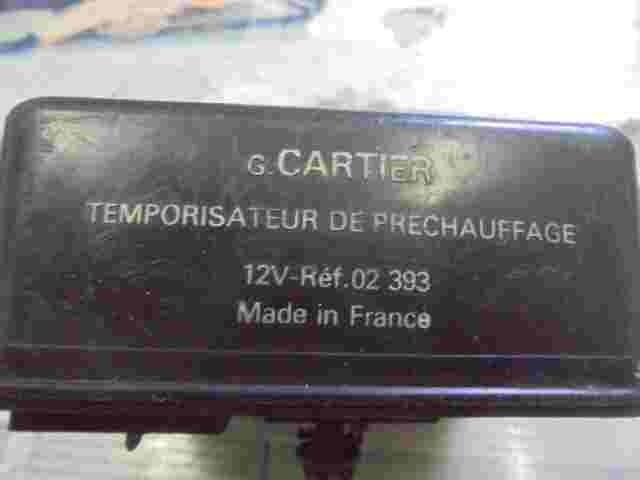 G. CARTIER
TEMPORISATEUR DE PRECHAUFFAGE
12V-Réf.02 393
Made in France